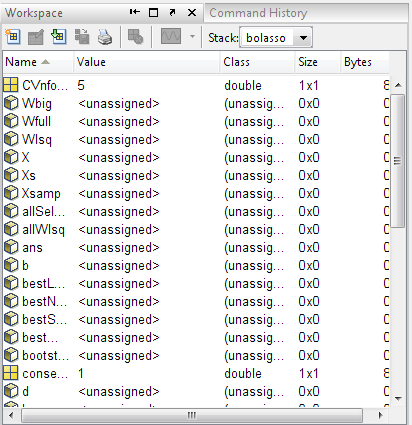 Workspace Command History
Stack: bolasso
Name Value Class Size Bytes
CVnfo... 5 double 1x1 8
Wbig <unassigned> (unassig... 0x0 0
Wfull <unassigned> (unassig... 0x0 0
Wlsq <unassigned> (unassig... 0x0 0
X <unassigned> (unassig... 0x0 0
Xs <unassigned> (unassig... 0x0 0
Xsamp <unassigned> (unassig... 0x0 0
allSel... <unassigned> (unassig... 0x0 0
allWlsq <unassigned> (unassig... 0x0 0
ans <unassigned> (unassig... 0x0 0
b <unassigned> (unassig... 0x0 0
bestL... <unassigned> (unassig... 0x0 0
bestN... <unassigned> (unassig... 0x0 0
bestS... <unassigned> (unassig... 0x0 0
best... <unassigned> (unassig... 0x0 0
bootst... <unassigned> (unassig... 0x0 0
conse... 1 double 1x1 8
d <unassigned> (unassig... 0x0 0